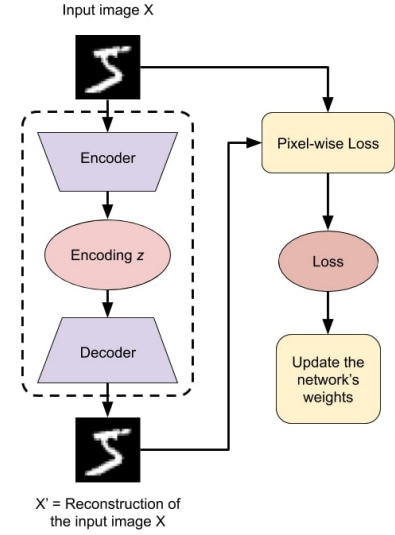 Input image X
Encoder
Pixel-wise Loss
Encoding z
Loss
Decoder
Update the
network's
weights
X' = Reconstruction of
the input image X